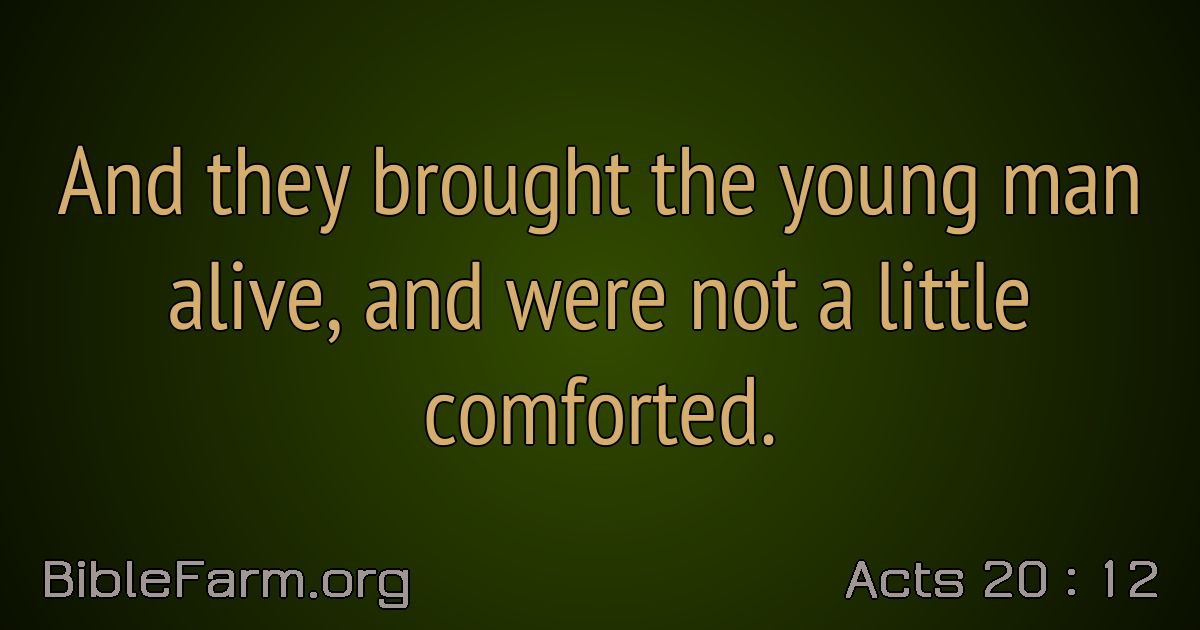 And they brought the young man
alive, and were not a little
comforted.
BibleFarm.org
Acts 20 : 12